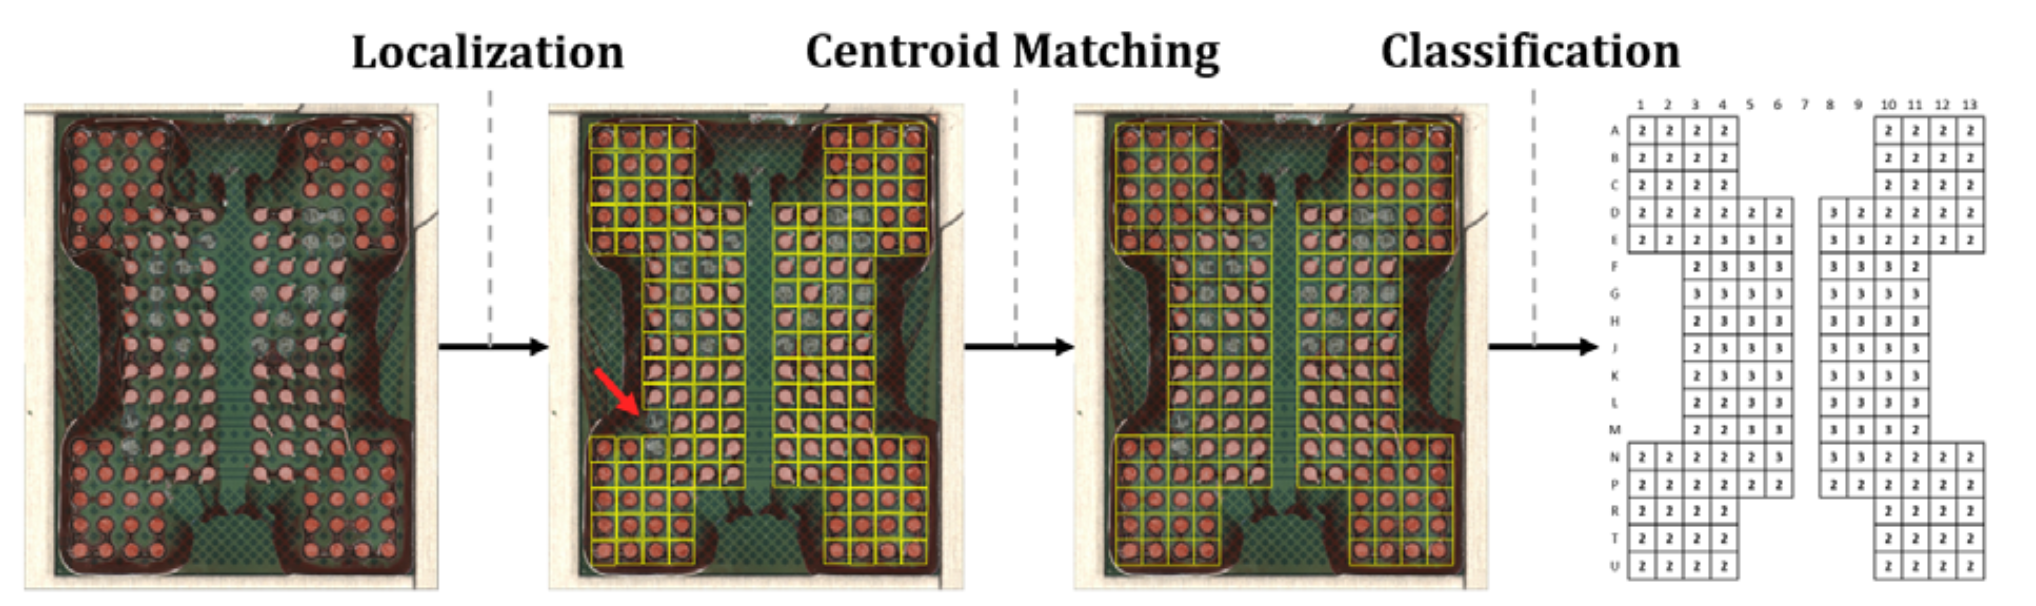 Localization Centroid Matching Classification
1 2 3 4 5 6 7 8 9 10 11 12 13
A 2 2 2 2 2 2 2 2
B 2 2 2 2 2 2 2 2
C 2 2 2 2 2 2 2 2
D 2 2 2 2 2 2 3 2 2 2 2 2
E 2 2 2 3 3 3 3 3 2 2 2 2
F 2 3 3 3 3 3 3 2
G 3 3 3 3 3 3 3 3
H 2 3 3 3 3 3 3 3
J 2 3 3 3 3 3 3 3
K 2 3 3 3 3 3 3 3
L 2 2 3 3 3 3 3 3
M 2 2 3 3 3 3 3 2
N 2 2 2 2 2 3 3 3 2 2 2 2
P 2 2 2 2 2 2 2 2 2 2 2 2
R 2 2 2 2 2 2 2 2
T 2 2 2 2 2 2 2 2
U 2 2 2 2 2 2 2 2